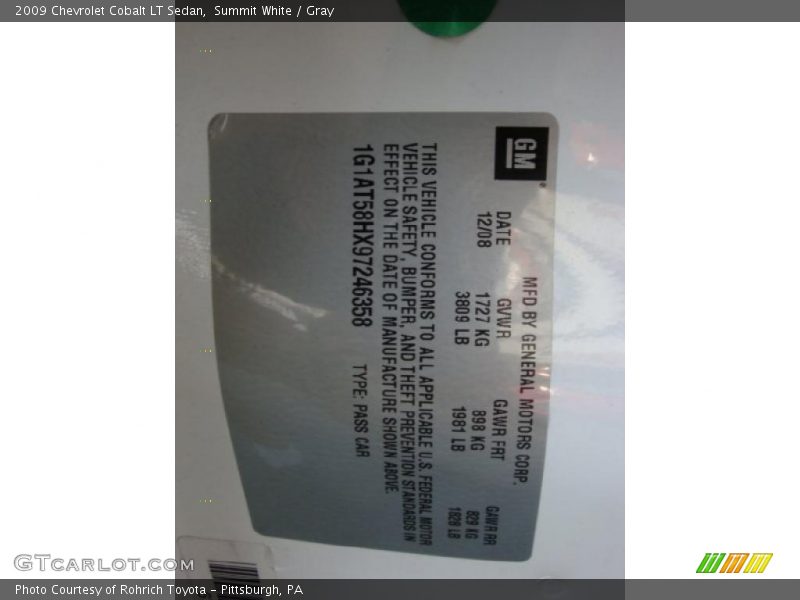 2009 Chevrolet Cobalt LT Sedan, Summit White / Gray
GM
MFD BY GENERAL MOTORS CORP.
DATE GVWR GAWR FRT GAWR RR
12/08 1727 KG 898 KG 829 KG
3809 LB 1981 LB 1828 LB
THIS VEHICLE CONFORMS TO ALL APPLICABLE U.S. FEDERAL MOTOR
VEHICLE SAFETY, BUMPER, AND THEFT PREVENTION STANDARDS IN
EFFECT ON THE DATE OF MANUFACTURE SHOWN ABOVE.
1G1AT58HX97246358 TYPE: PASS CAR
GTCarLot.com
Photo Courtesy of Rohrich Toyota - Pittsburgh, PA